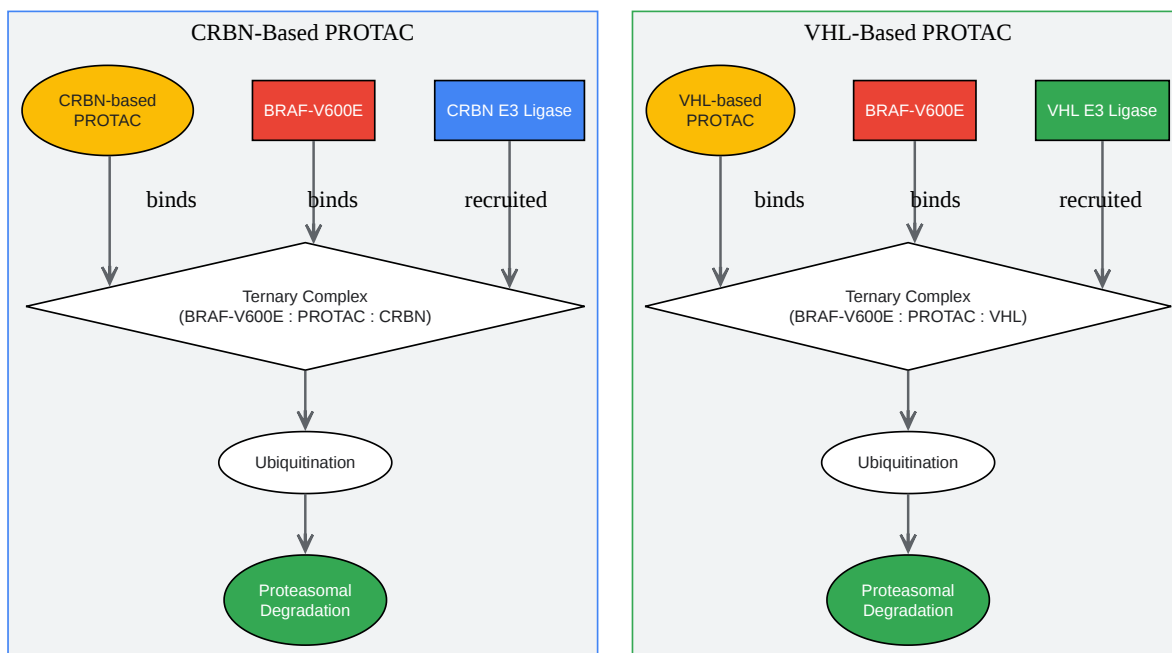 CRBN-Based PROTAC
CRBN-based
PROTAC
BRAF-V600E
CRBN E3 Ligase
binds
binds
recruited
Ternary Complex
(BRAF-V600E : PROTAC : CRBN)
Ubiquitination
Proteasomal
Degradation
VHL-Based PROTAC
VHL-based
PROTAC
BRAF-V600E
VHL E3 Ligase
binds
binds
recruited
Ternary Complex
(BRAF-V600E : PROTAC : VHL)
Ubiquitination
Proteasomal
Degradation